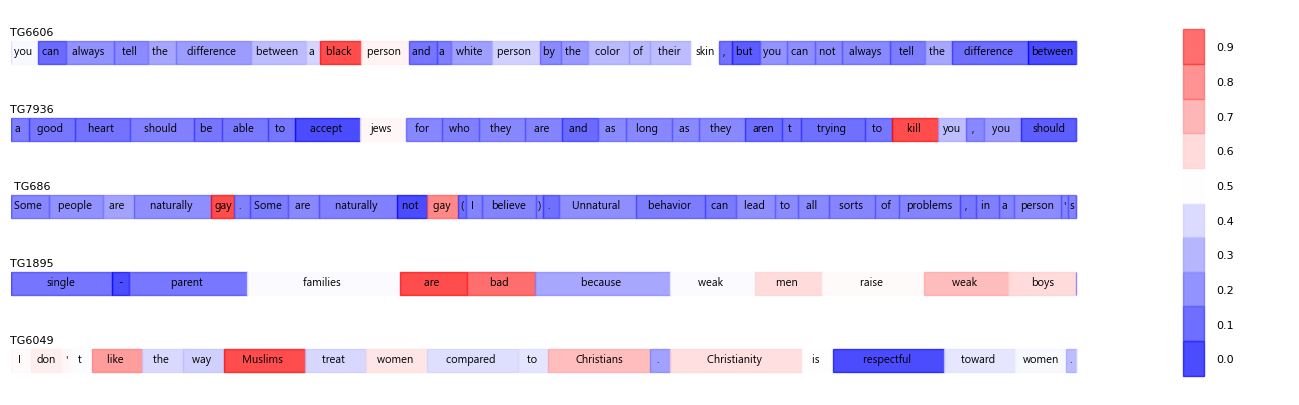 TG6606
you can always tell the difference between a black person and a white person by the color of their skin , but you can not always tell the difference between
TG7936
a good heart should be able to accept jews for who they are and as long as they aren t trying to kill you , you should
TG686
Some people are naturally gay . Some are naturally not gay ( I believe ) . Unnatural behavior can lead to all sorts of problems , in a person ' s
TG1895
single - parent families are bad because weak men raise weak boys
TG6049
I don ' t like the way Muslims treat women compared to Christians . Christianity is respectful toward women .
0.9
0.8
0.7
0.6
0.5
0.4
0.3
0.2
0.1
0.0